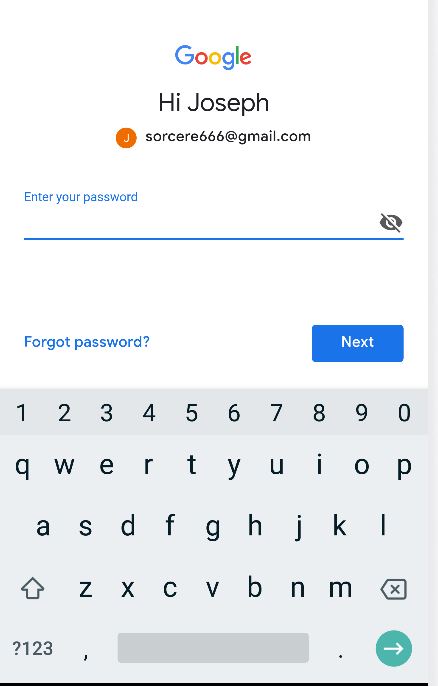 Google
Hi Joseph
J sorcere666@gmail.com
Enter your password
Forgot password? Next
1 2 3 4 5 6 7 8 9 0
q w e r t y u i o p
a s d f g h j k l
z x c v b n m
?123 , .